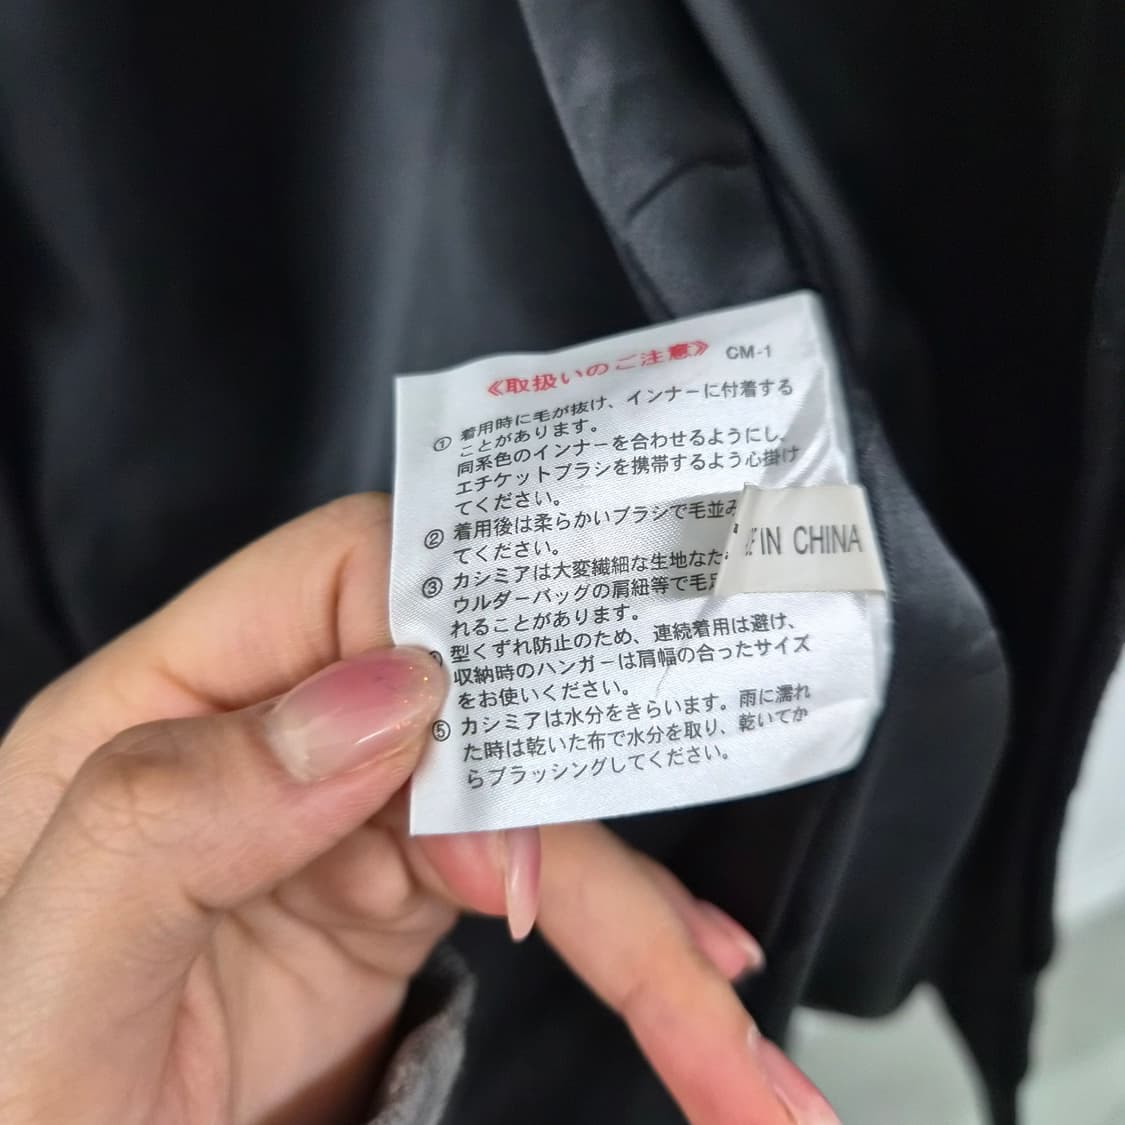 《取扱いのご注意》 CM-1
① 着用時に毛が抜け、インナーに付着する
ことがあります。
同系色のインナーを合わせるようにし、
エチケットブラシを携帯するよう心掛け
てください。
② 着用後は柔らかいブラシで毛並み
てください。
③ カシミアは大変繊細な生地なた
ウルダーバッグの肩紐等で毛足
れることがあります。
型くずれ防止のため、連続着用は避け、
収納時のハンガーは肩幅の合ったサイズ
をお使いください。
⑤ カシミアは水分をきらいます。雨に濡れ
た時は乾いた布で水分を取り、乾いてか
らブラッシングしてください。
IN CHINA